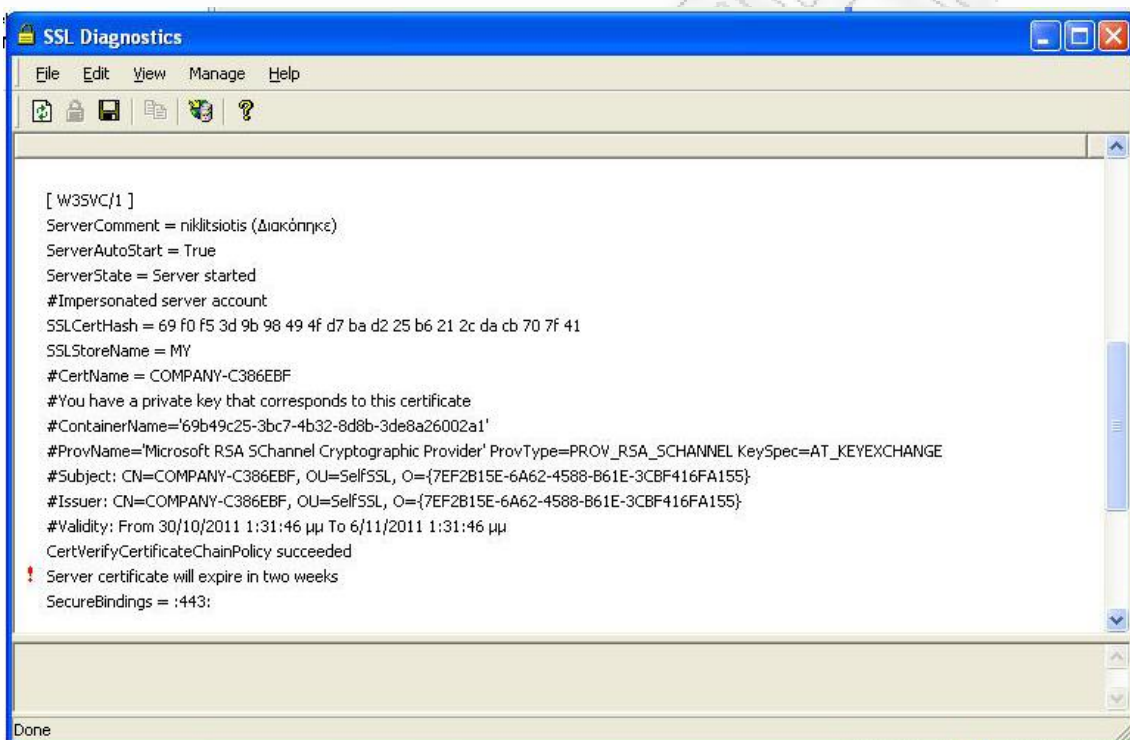 SSL Diagnostics
File Edit View Manage Help
[ W3SVC/1 ]
ServerComment = niklitsiotis (Διακόπηκε)
ServerAutoStart = True
ServerState = Server started
#Impersonated server account
SSLCertHash = 69 f0 f5 3d 9b 98 49 4f d7 ba d2 25 b6 21 2c da cb 70 7f 41
SSLStoreName = MY
#CertName = COMPANY-C386EBF
#You have a private key that corresponds to this certificate
#ContainerName='69b49c25-3bc7-4b32-8d8b-3de8a26002a1'
#ProvName='Microsoft RSA SChannel Cryptographic Provider' ProvType=PROV_RSA_SCHANNEL KeySpec=AT_KEYEXCHANGE
#Subject: CN=COMPANY-C386EBF, OU=SelfSSL, O={7EF2B15E-6A62-4588-B61E-3CBF416FA155}
#Issuer: CN=COMPANY-C386EBF, OU=SelfSSL, O={7EF2B15E-6A62-4588-B61E-3CBF416FA155}
#Validity: From 30/10/2011 1:31:46 μμ To 6/11/2011 1:31:46 μμ
CertVerifyCertificateChainPolicy succeeded
! Server certificate will expire in two weeks
SecureBindings = :443:
Done